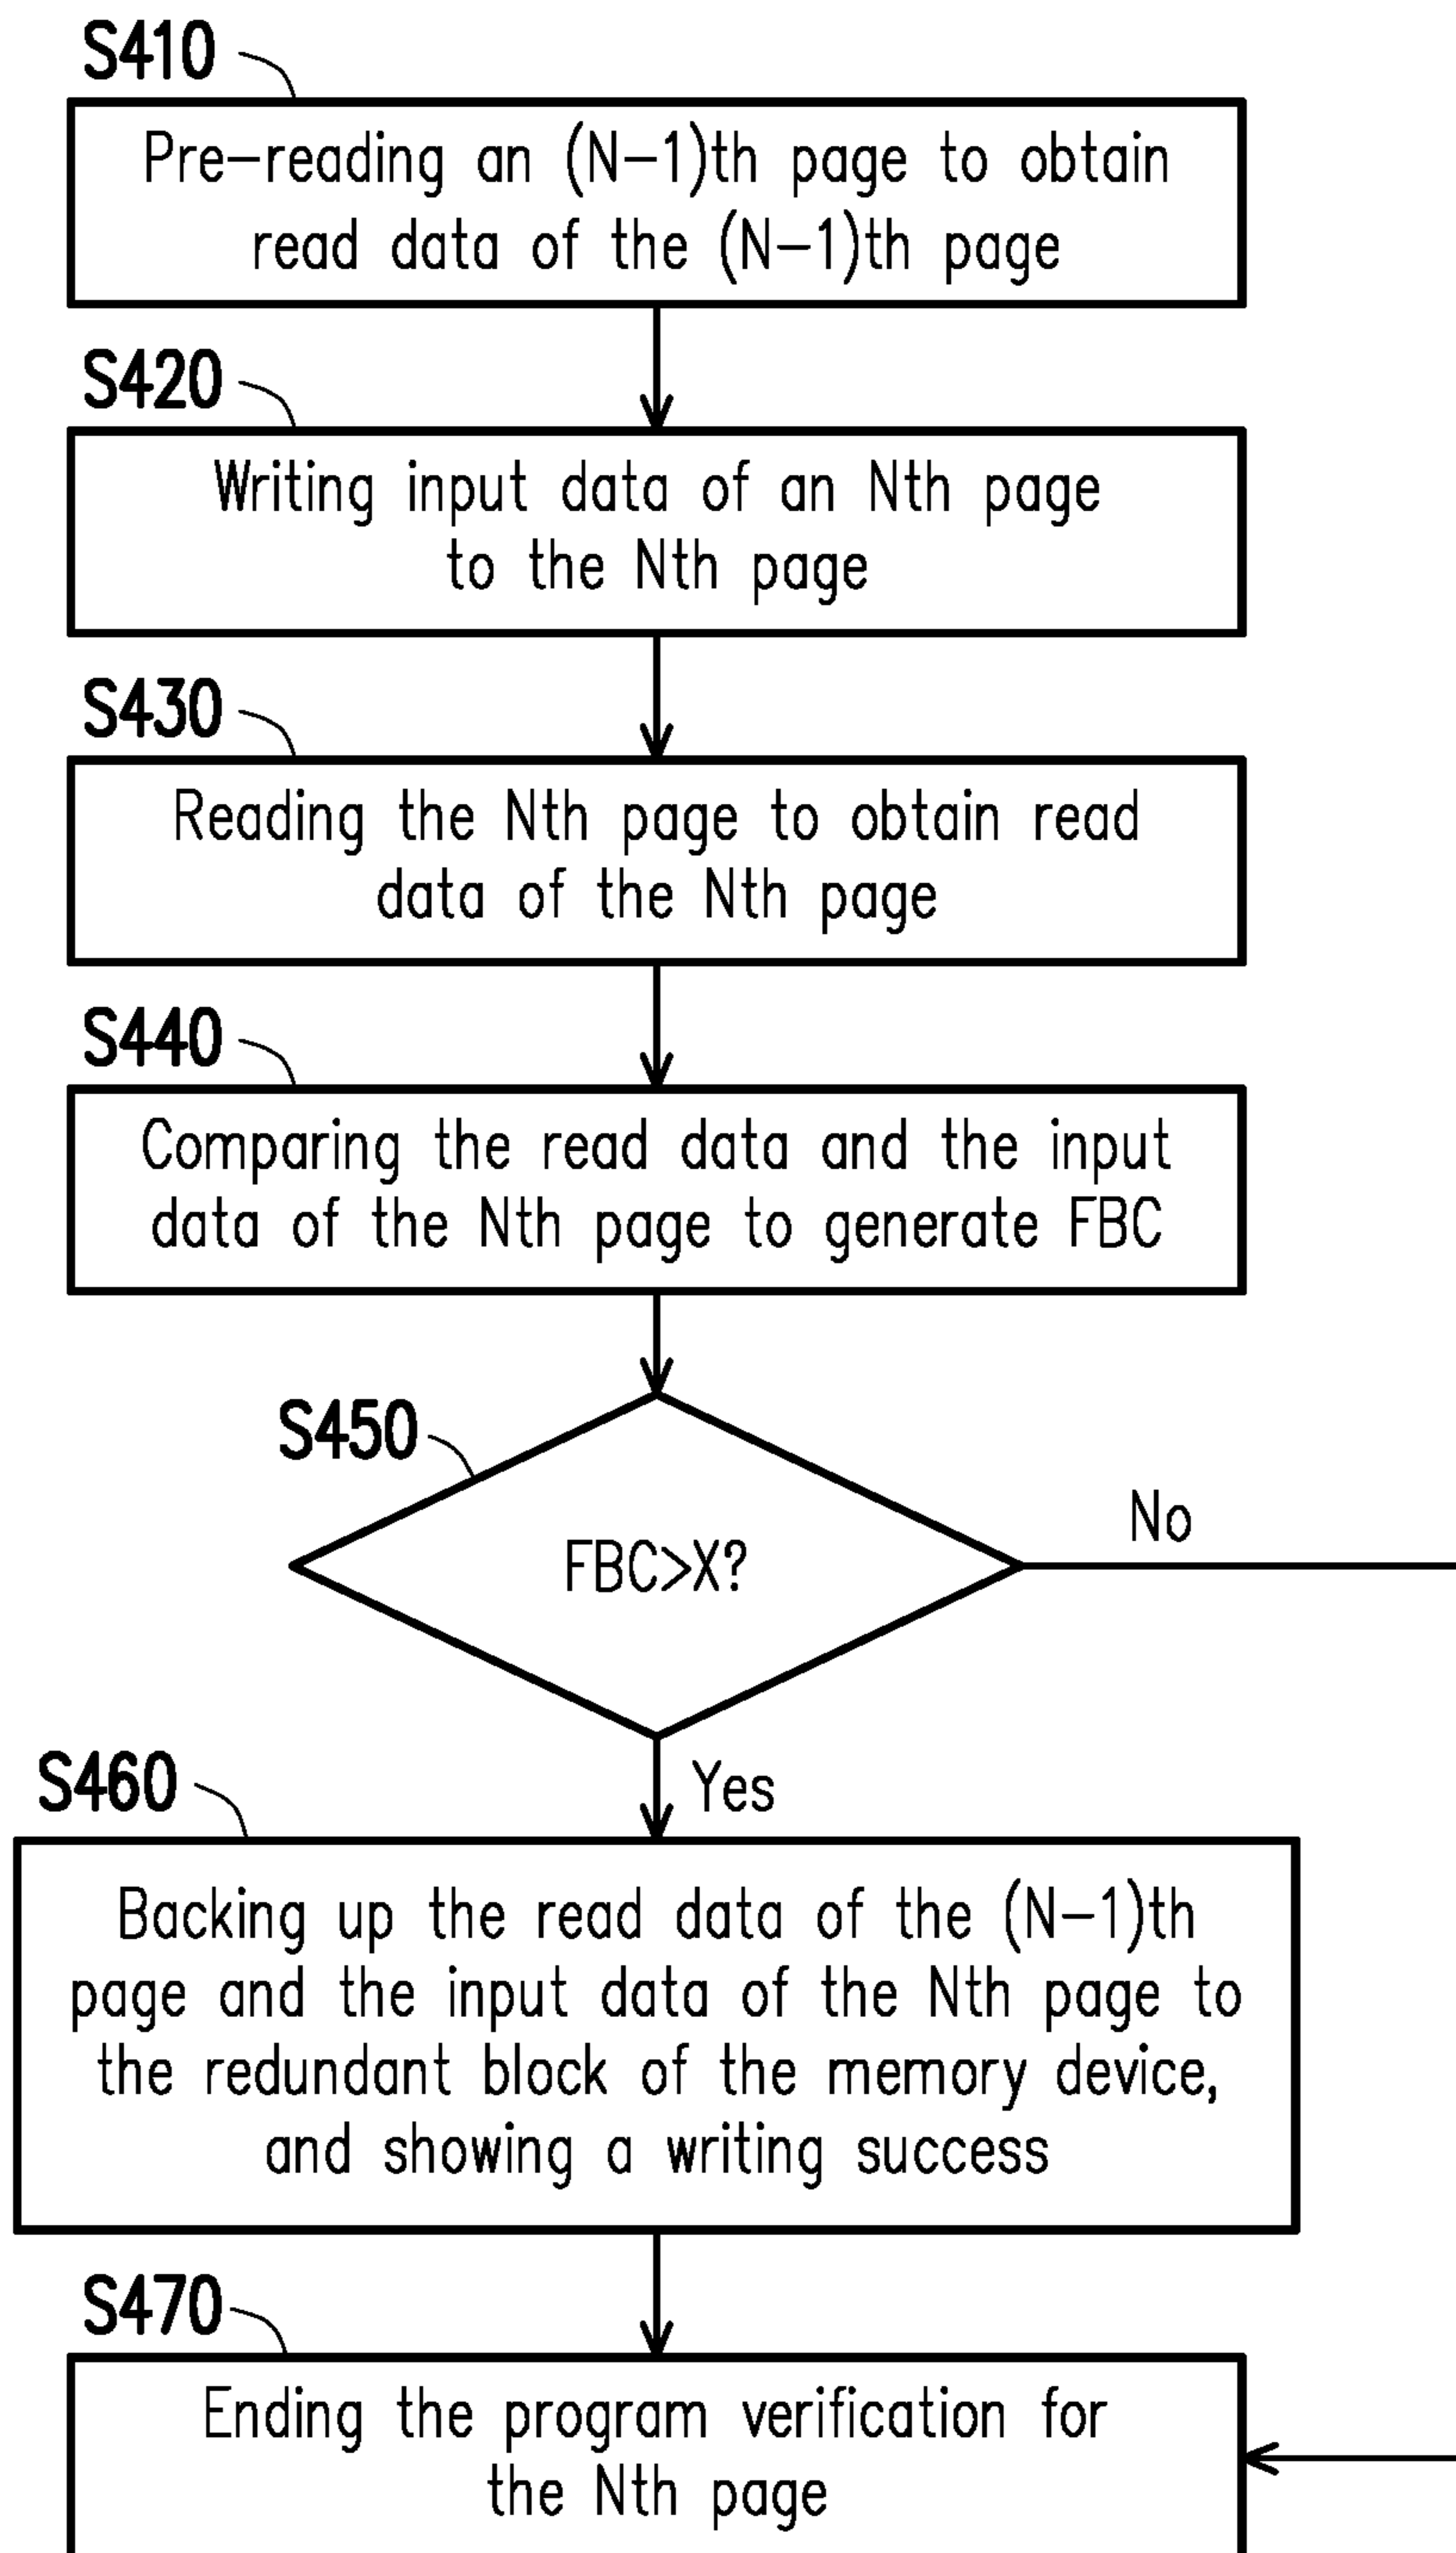 S410
Pre-reading an (N-1)th page to obtain
read data of the (N-1)th page
S420
Writing input data of an Nth page
to the Nth page
S430
Reading the Nth page to obtain read
data of the Nth page
S440
Comparing the read data and the input
data of the Nth page to generate FBC
S450
FBC>X?
No
Yes
S460
Backing up the read data of the (N-1)th
page and the input data of the Nth page to
the redundant block of the memory device,
and showing a writing success
S470
Ending the program verification for
the Nth page